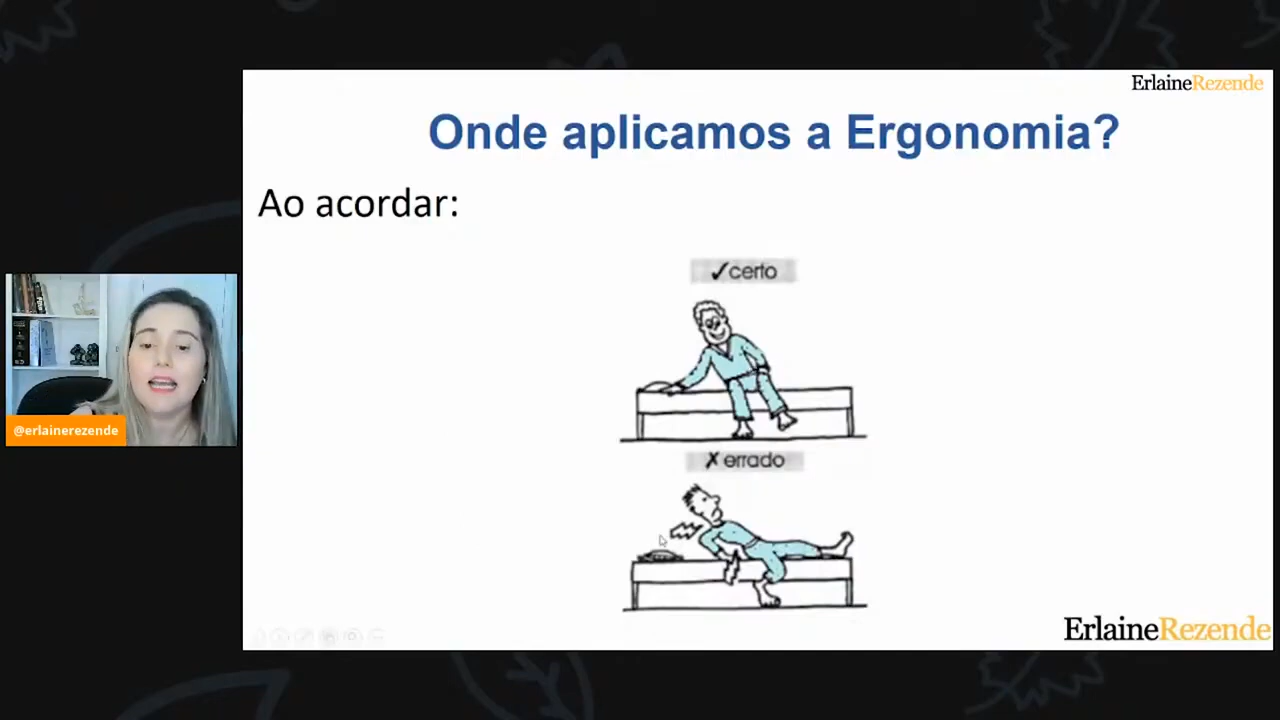 ErlaineRezende
Onde aplicamos a Ergonomia?
Ao acordar:
✓certo
✗ errado
@erlainerezende
ErlaineRezende